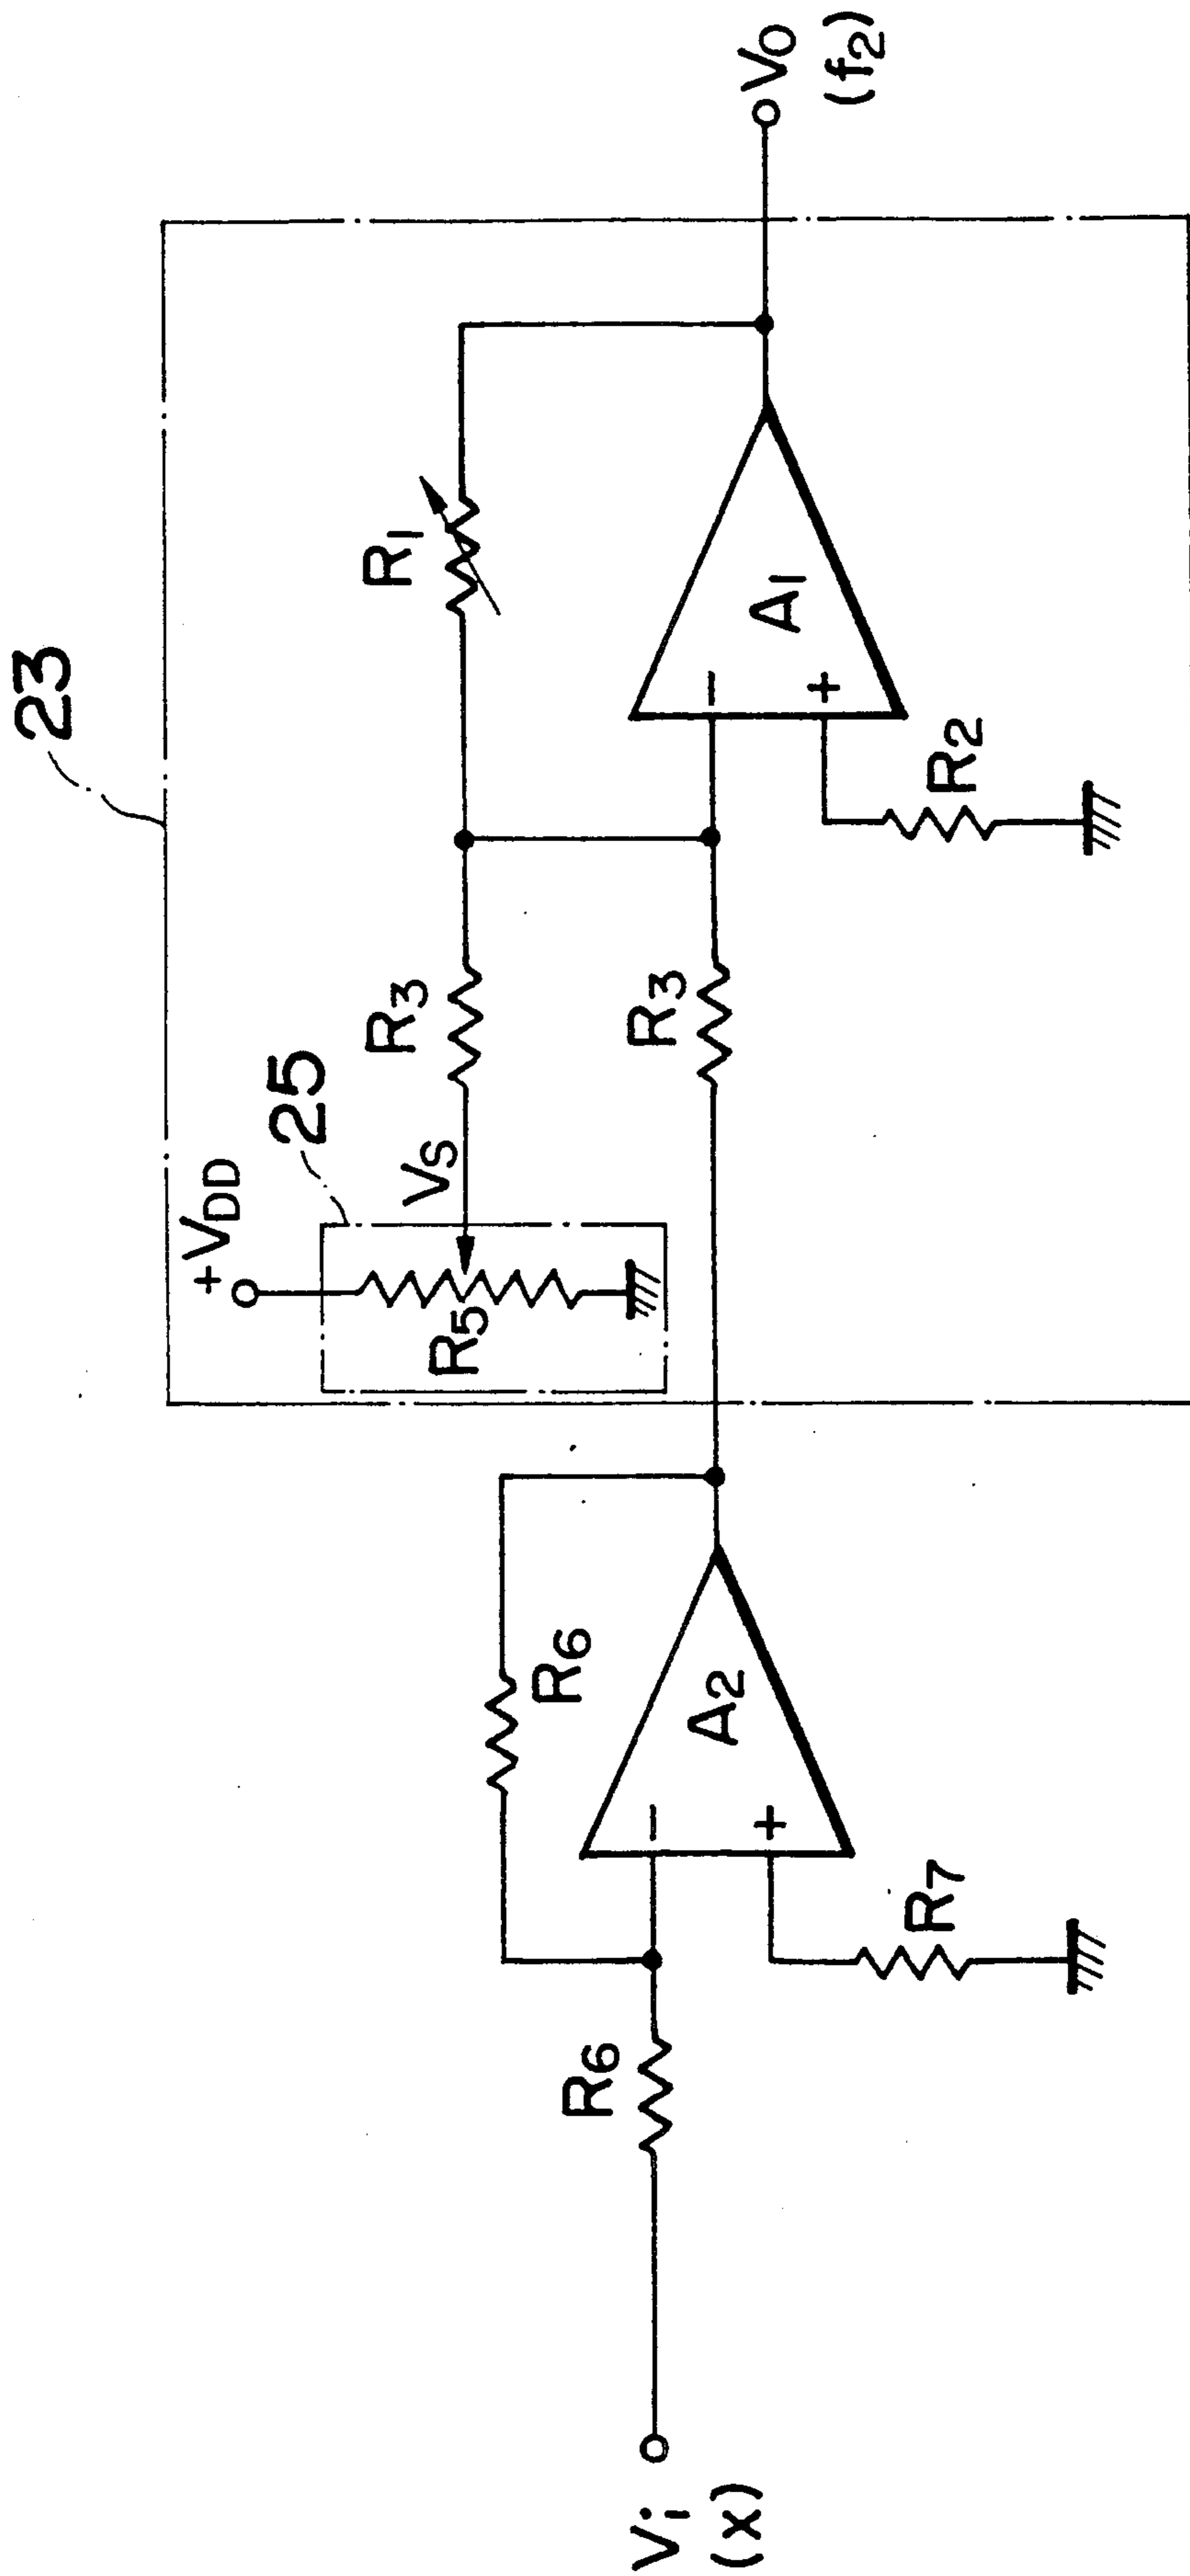 23
+VDD
25
VS
R5
R3
R1
R3
A1
−
+
R2
VO
(f2)
R6
A2
−
+
R6
R7
Vi
(x)